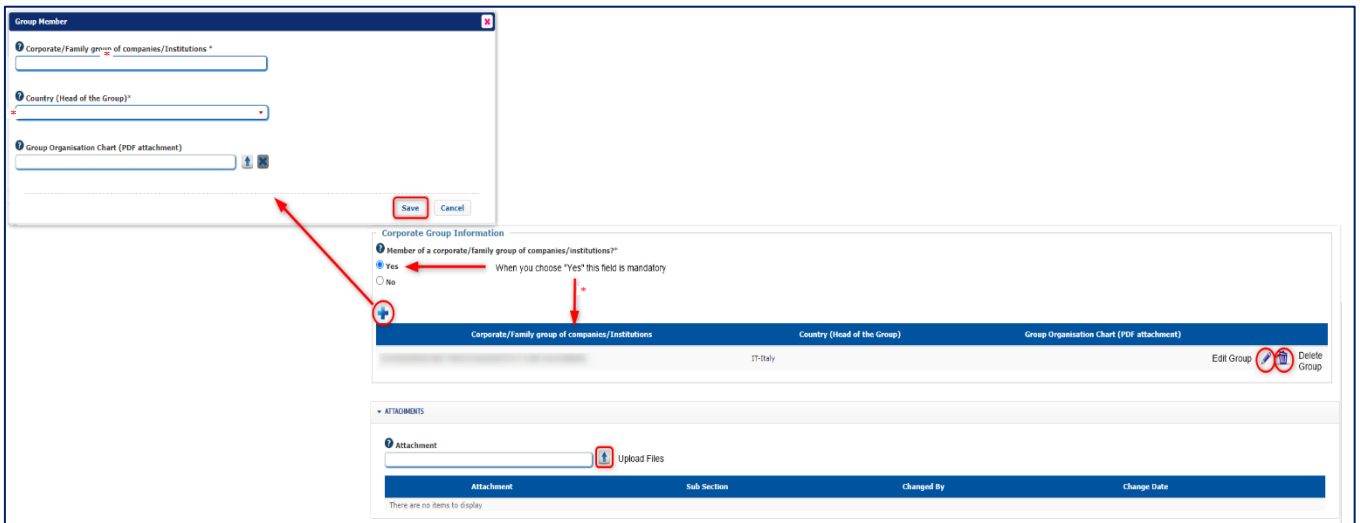 Group Member
Corporate/Family group of companies/Institutions *
*
Country (Head of the Group)*
*
Group Organisation Chart (PDF attachment)
Save Cancel
Corporate Group Information
Member of a corporate/family group of companies/institutions?*
Yes When you choose "Yes" this field is mandatory
No
*
Corporate/Family group of companies/Institutions Country (Head of the Group) Group Organisation Chart (PDF attachment)
IT-Italy Edit Group Delete
Group
ATTACHMENTS
Attachment
Upload Files
Attachment Sub Section Changed By Change Date
There are no items to display